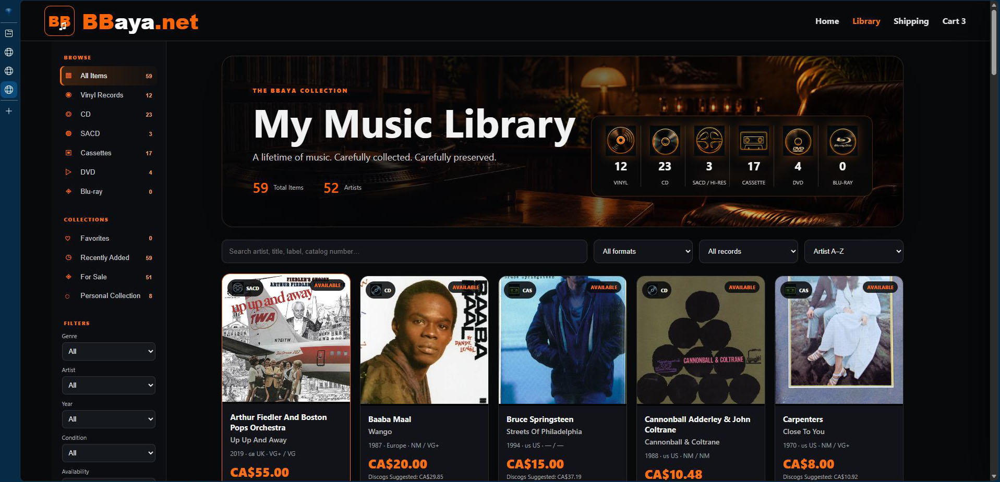 BB
BBaya.net
Home
Library
Shipping
Cart 3
BROWSE
All Items 59
Vinyl Records 12
CD 23
SACD 3
Cassettes 17
DVD 4
Blu-ray 0
COLLECTIONS
Favorites 0
Recently Added 59
For Sale 51
Personal Collection 8
FILTERS
Genre
All
Artist
All
Year
All
Condition
All
Availability
THE BBAYA COLLECTION
My Music Library
A lifetime of music. Carefully collected. Carefully preserved.
59 Total Items 52 Artists
DVD
Blu-ray Disc
12 23 3 17 4 0
VINYL CD SACD / HI-RES CASSETTE DVD BLU-RAY
Search artist, title, label, catalog number...
All formats
All records
Artist A–Z
SACD
AVAILABLE
FIEDLER'S CHOICE
ARTHUR FIEDLER
up up and away
TWA
N761TW
StarStream 707
Arthur Fiedler And Boston
Pops Orchestra
Up Up And Away
2019 · GB UK · VG+ / VG
CA$55.00
CD
AVAILABLE
BAABA
MAAL
&
DANDE
LENOL
Baaba Maal
Wango
1987 · Europe · NM / VG+
CA$20.00
Discogs Suggested: CA$29.85
Bruce Springsteen
CAS
AVAILABLE
Bruce Springsteen
Streets Of Philadelphia
1994 · us US · — / —
CA$15.00
Discogs Suggested: CA$37.19
CD
AVAILABLE
CANNONBALL & COLTRANE
Cannonball Adderley & John
Coltrane
Cannonball & Coltrane
1988 · us US · NM / NM
CA$10.48
CAS
AVAILABLE
Carpenters
Close To You
1970 · us US · NM / VG+
CA$8.00
Discogs Suggested: CA$10.92